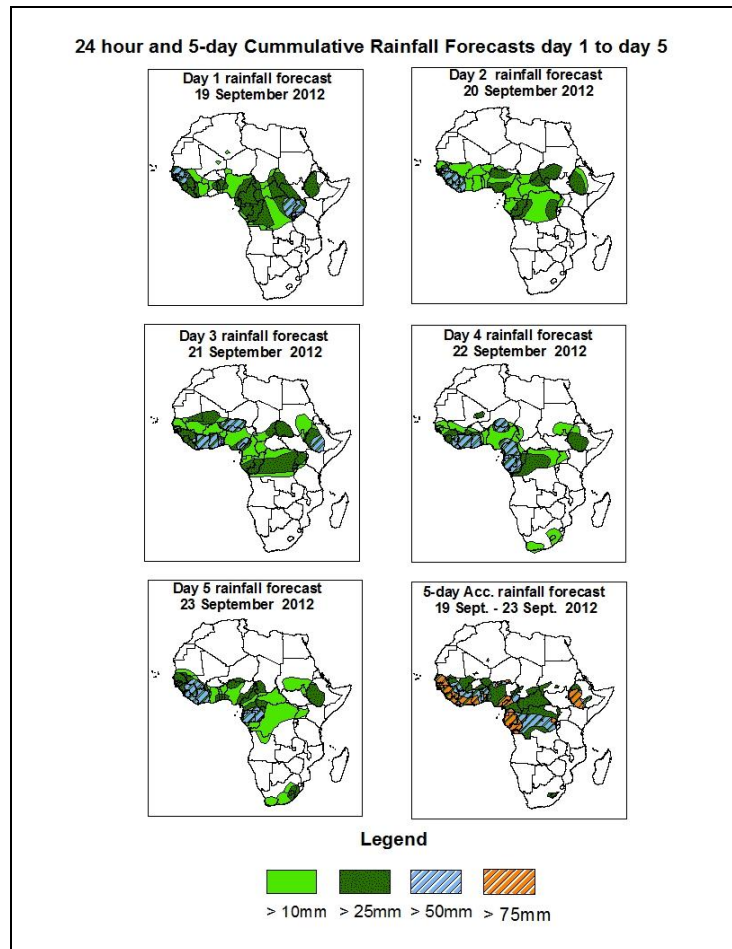 24 hour and 5-day Cummulative Rainfall Forecasts day 1 to day 5
Day 1 rainfall forecast
19 September 2012
Day 2 rainfall forecast
20 September 2012
Day 3 rainfall forecast
21 September 2012
Day 4 rainfall forecast
22 September 2012
Day 5 rainfall forecast
23 September 2012
5-day Acc. rainfall forecast
19 Sept. - 23 Sept. 2012
Legend
> 10mm > 25mm > 50mm > 75mm